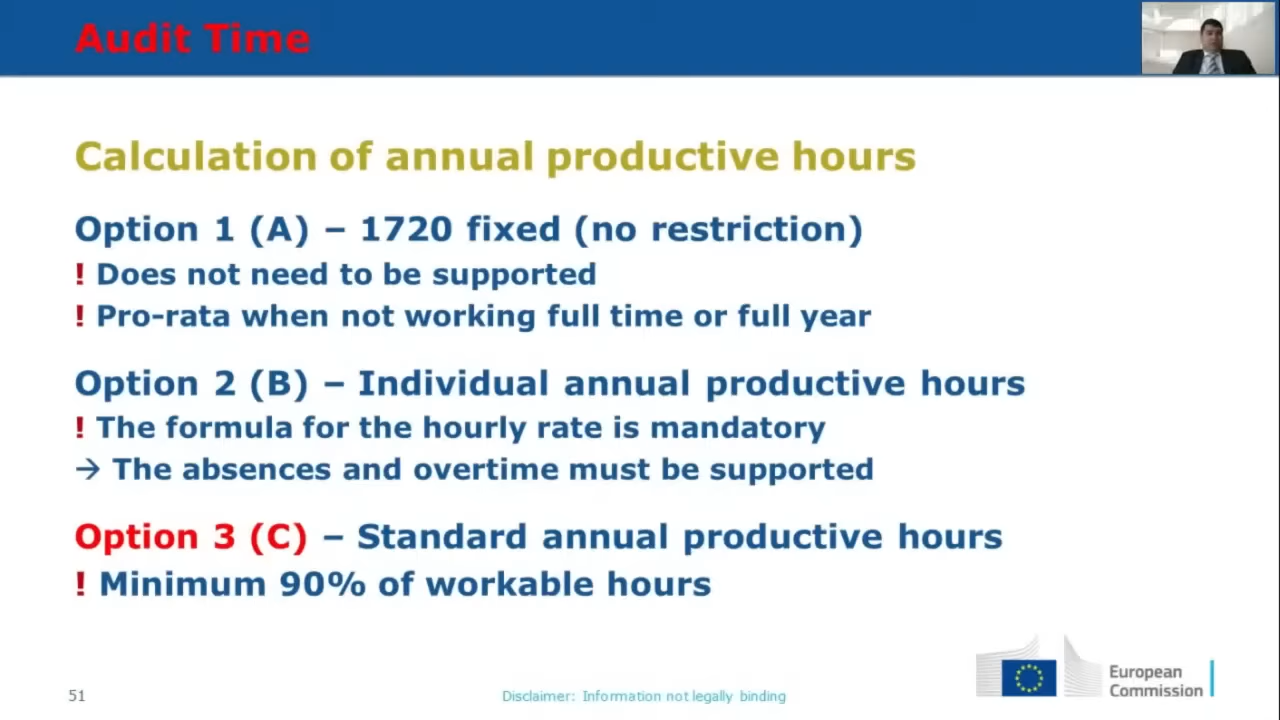 Audit Time
Calculation of annual productive hours
Option 1 (A) – 1720 fixed (no restriction)
! Does not need to be supported
! Pro-rata when not working full time or full year
Option 2 (B) – Individual annual productive hours
! The formula for the hourly rate is mandatory
→ The absences and overtime must be supported
Option 3 (C) – Standard annual productive hours
! Minimum 90% of workable hours
51
Disclaimer: Information not legally binding
European
Commission